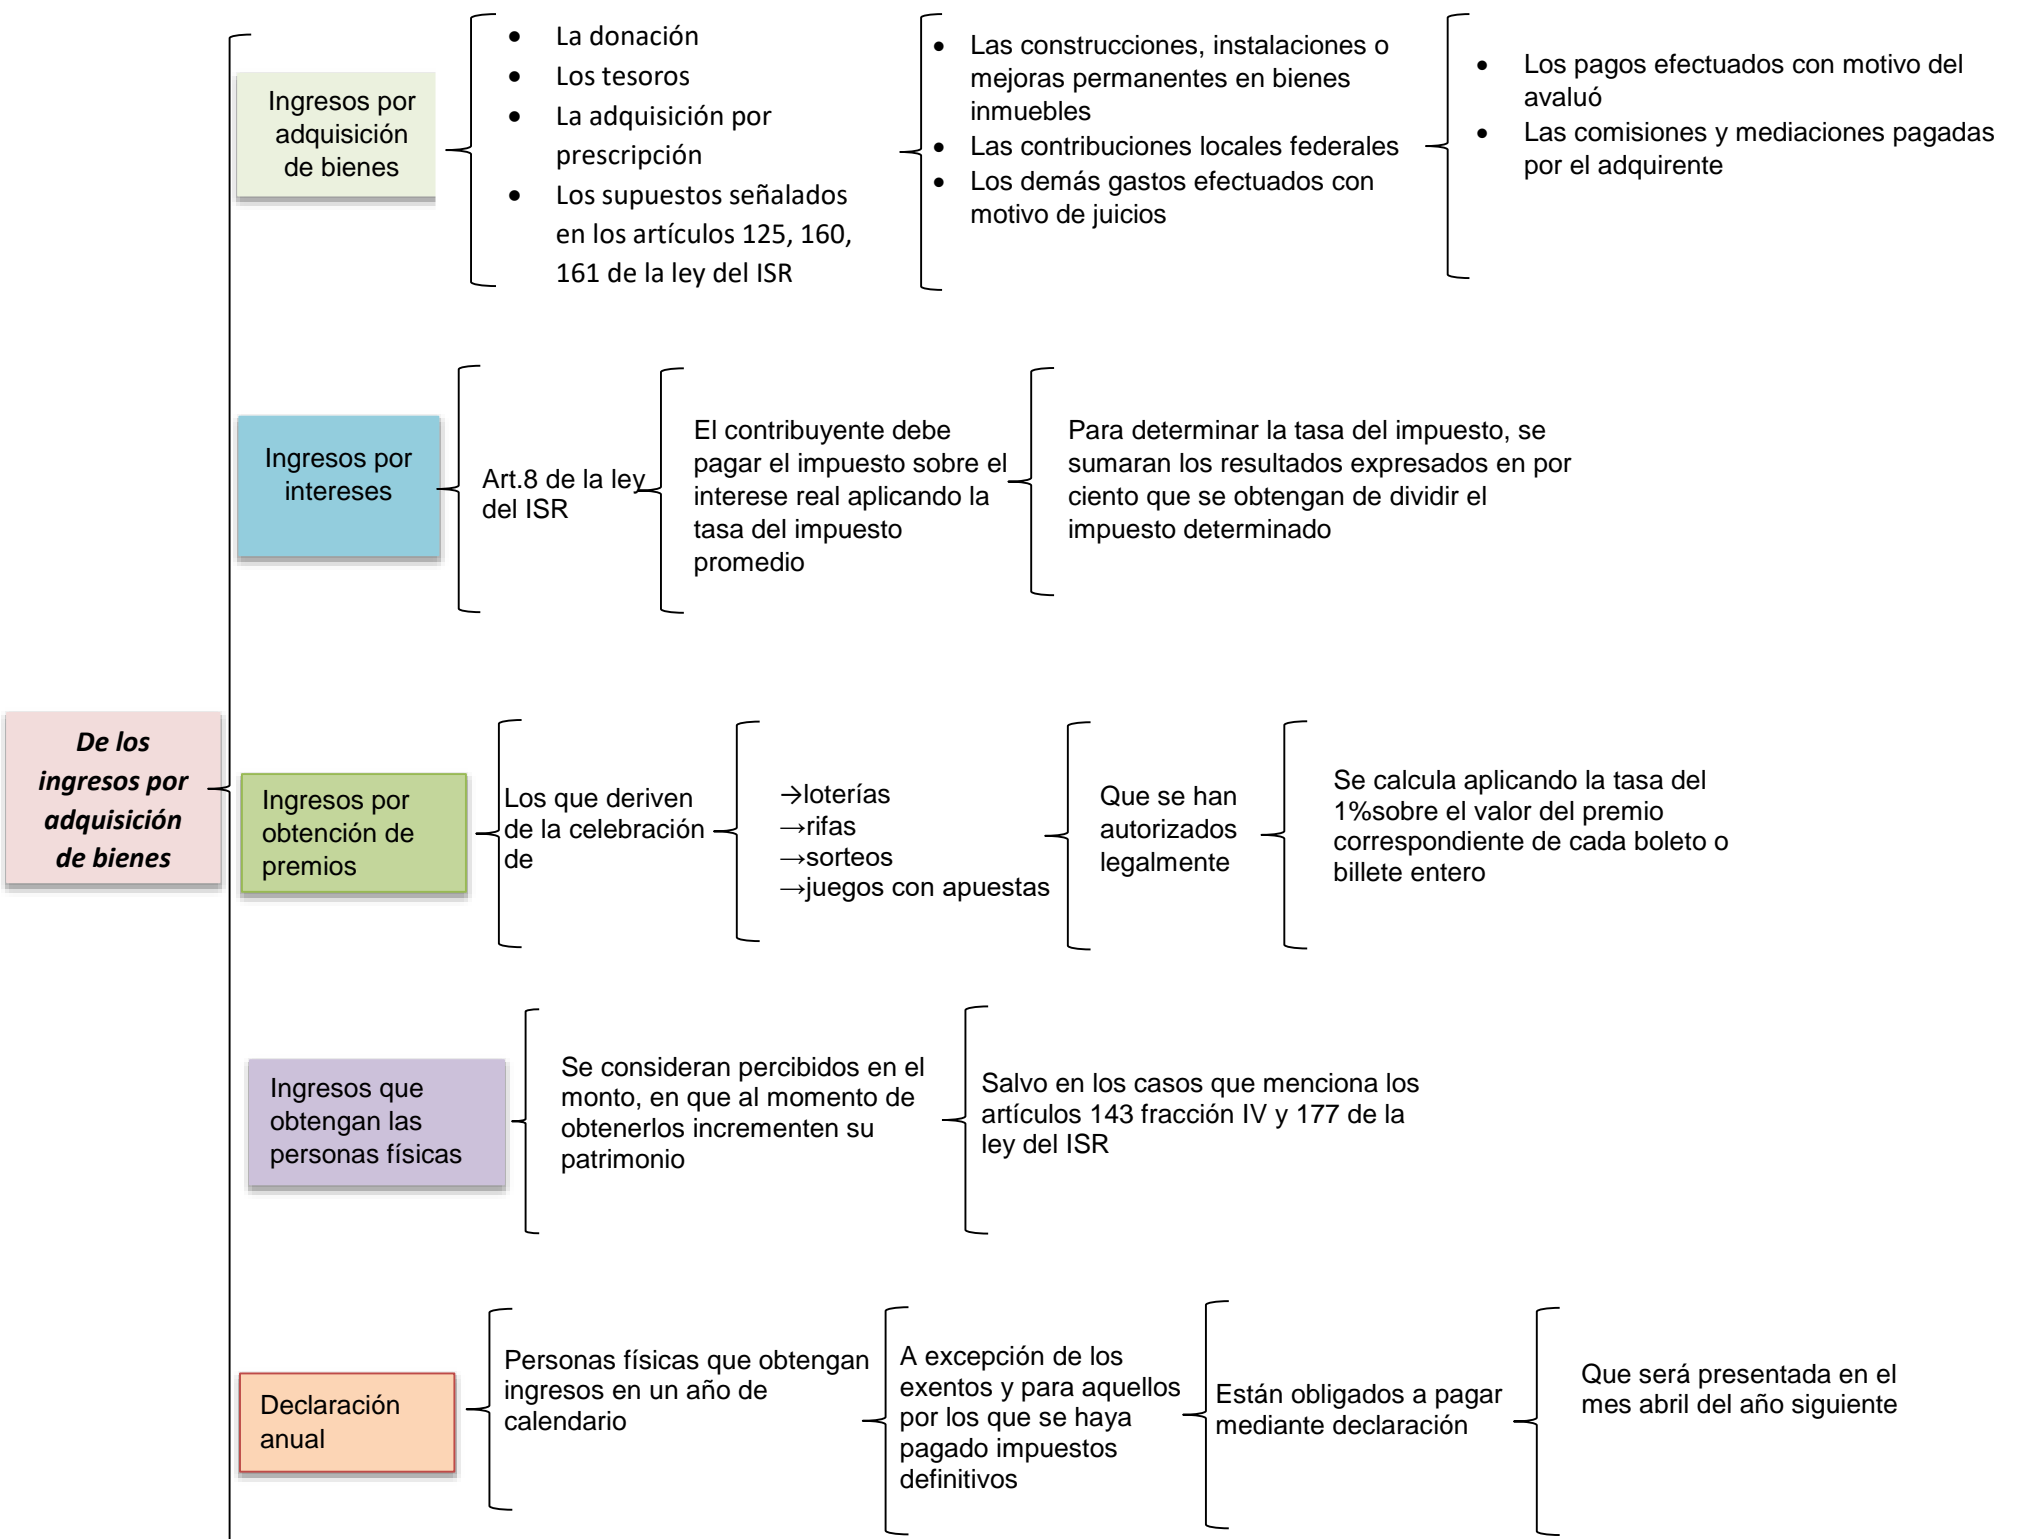 De los
ingresos por
adquisición
de bienes
Ingresos por
adquisición
de bienes
• La donación
• Los tesoros
• La adquisición por
prescripción
• Los supuestos señalados
en los artículos 125, 160,
161 de la ley del ISR
• Las construcciones, instalaciones o
mejoras permanentes en bienes
inmuebles
• Las contribuciones locales federales
• Los demás gastos efectuados con
motivo de juicios
• Los pagos efectuados con motivo del
avaluó
• Las comisiones y mediaciones pagadas
por el adquirente
Ingresos por
intereses
Art.8 de la ley
del ISR
El contribuyente debe
pagar el impuesto sobre el
interese real aplicando la
tasa del impuesto
promedio
Para determinar la tasa del impuesto, se
sumaran los resultados expresados en por
ciento que se obtengan de dividir el
impuesto determinado
Ingresos por
obtención de
premios
Los que deriven
de la celebración
de
→loterías
→rifas
→sorteos
→juegos con apuestas
Que se han
autorizados
legalmente
Se calcula aplicando la tasa del
1%sobre el valor del premio
correspondiente de cada boleto o
billete entero
Ingresos que
obtengan las
personas físicas
Se consideran percibidos en el
monto, en que al momento de
obtenerlos incrementen su
patrimonio
Salvo en los casos que menciona los
artículos 143 fracción IV y 177 de la
ley del ISR
Declaración
anual
Personas físicas que obtengan
ingresos en un año de
calendario
A excepción de los
exentos y para aquellos
por los que se haya
pagado impuestos
definitivos
Están obligados a pagar
mediante declaración
Que será presentada en el
mes abril del año siguiente